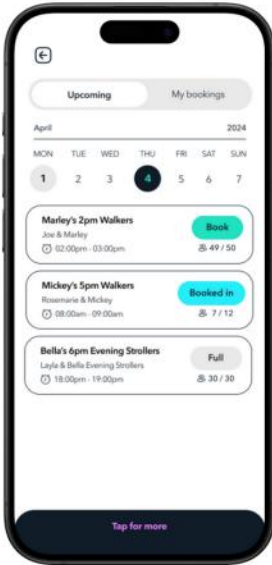 Upcoming My bookings
April 2024
MON TUE WED THU FRI SAT SUN
1 2 3 4 5 6 7
Marley's 2pm Walkers
Book
Joe & Marley
02:00pm - 03:00pm 49 / 50
Mickey's 5pm Walkers
Booked in
Rosemarie & Mickey
08:00am - 09:00am 7 / 12
Bella's 6pm Evening Strollers
Full
Layla & Bella Evening Strollers
18:00pm - 19:00pm 30 / 30
Tap for more